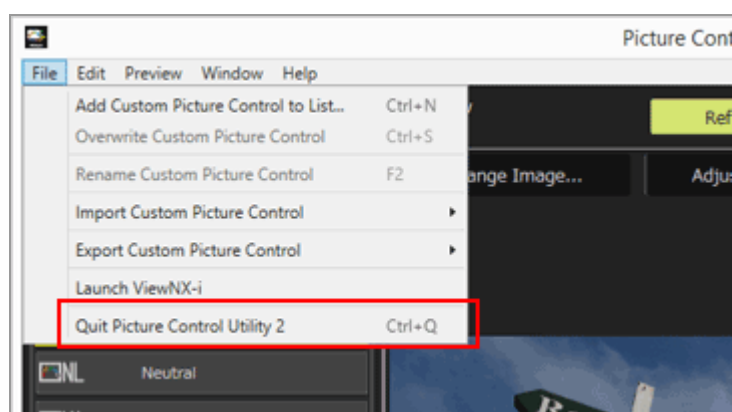 Picture Cont
File Edit Preview Window Help
Add Custom Picture Control to List... Ctrl+N
Overwrite Custom Picture Control Ctrl+S
Ref
Rename Custom Picture Control F2
ange Image...
Adjus
Import Custom Picture Control
Export Custom Picture Control
Launch ViewNX-i
Quit Picture Control Utility 2 Ctrl+Q
NL Neutral